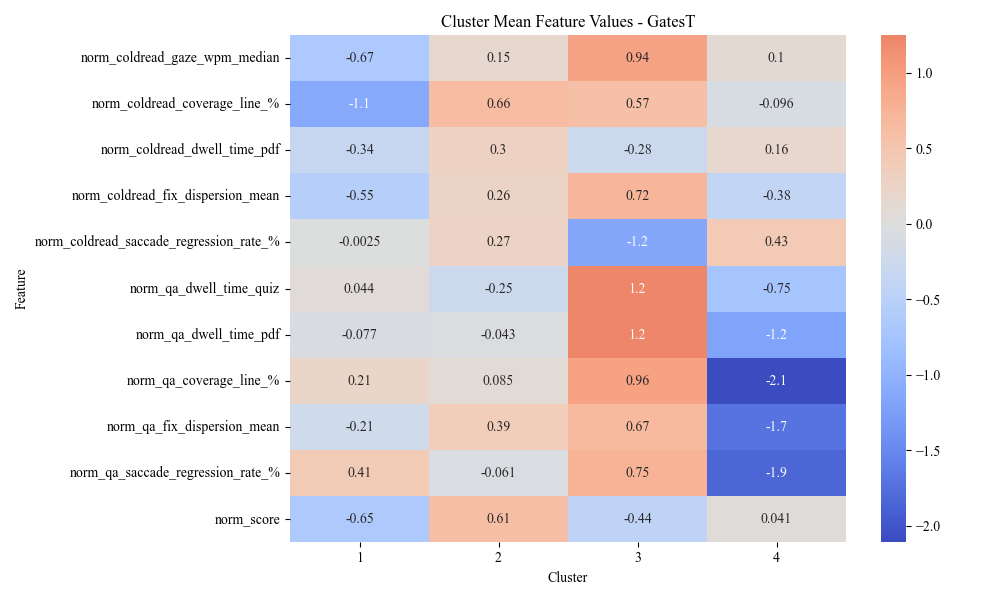 Cluster Mean Feature Values - GatesT
norm_coldread_gaze_wpm_median -0.67 0.15 0.94 0.1
norm_coldread_coverage_line_% -1.1 0.66 0.57 -0.096
norm_coldread_dwell_time_pdf -0.34 0.3 -0.28 0.16
norm_coldread_fix_dispersion_mean -0.55 0.26 0.72 -0.38
norm_coldread_saccade_regression_rate_% -0.0025 0.27 -1.2 0.43
norm_qa_dwell_time_quiz 0.044 -0.25 1.2 -0.75
norm_qa_dwell_time_pdf -0.077 -0.043 1.2 -1.2
norm_qa_coverage_line_% 0.21 0.085 0.96 -2.1
norm_qa_fix_dispersion_mean -0.21 0.39 0.67 -1.7
norm_qa_saccade_regression_rate_% 0.41 -0.061 0.75 -1.9
norm_score -0.65 0.61 -0.44 0.041
1 2 3 4
Cluster
Feature
1.0
0.5
0.0
−0.5
−1.0
−1.5
−2.0